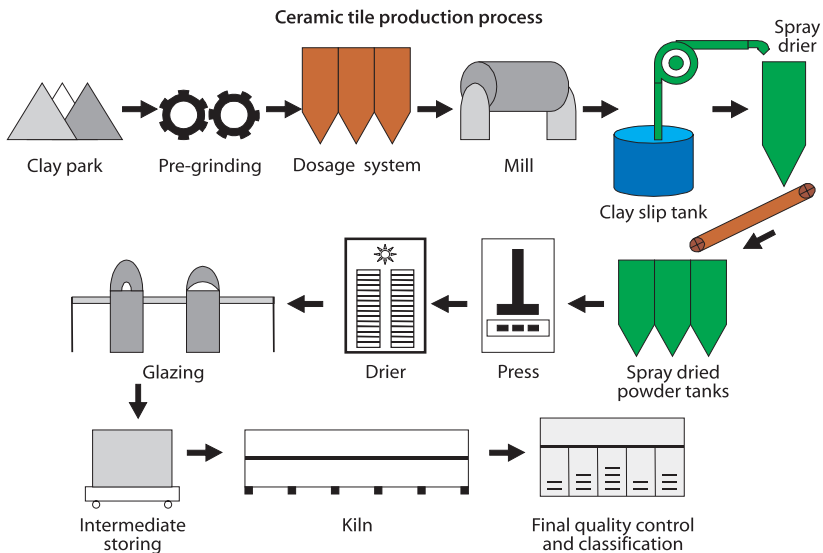 Ceramic tile production process
Spray
drier
Clay park
Pre-grinding
Dosage system
Mill
Clay slip tank
Glazing
Drier
Press
Spray dried
powder tanks
Intermediate
storing
Kiln
Final quality control
and classification